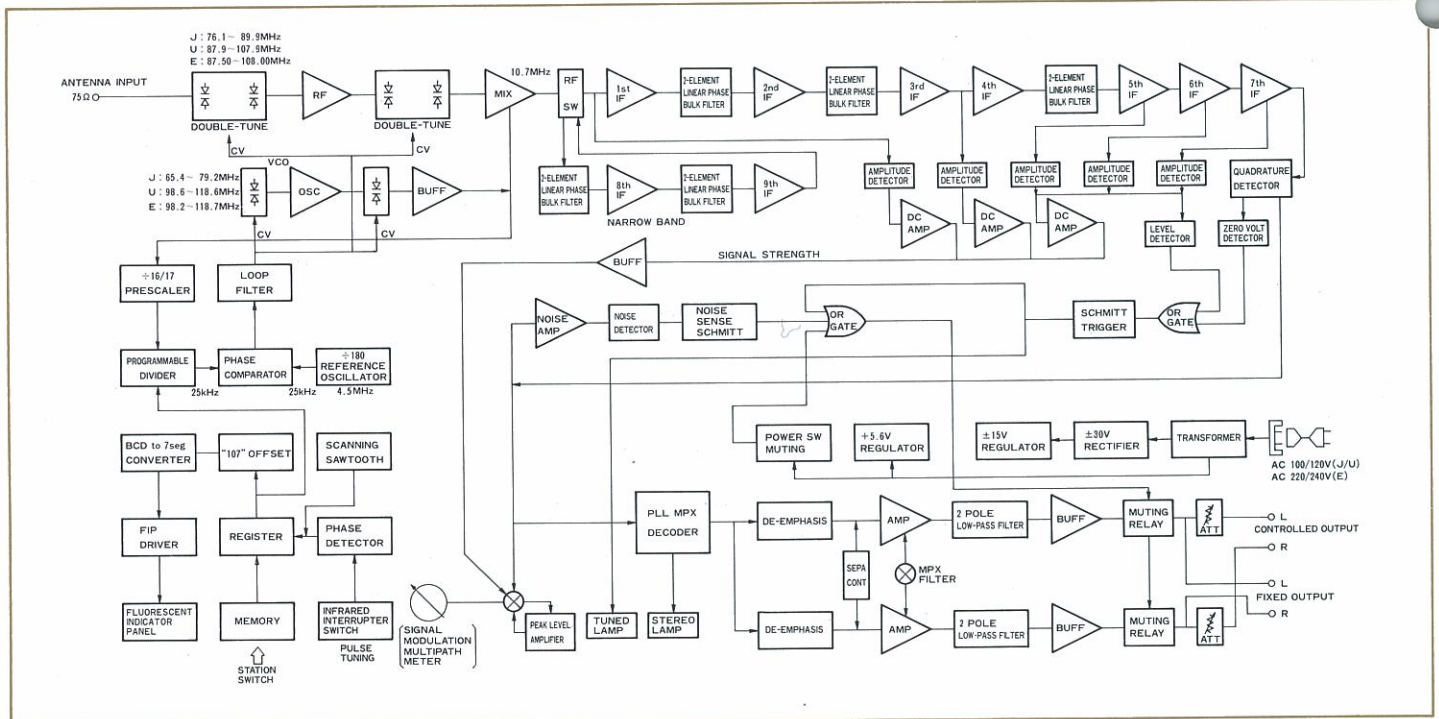 J : 76.1~ 89.9MHz
U : 87.9~107.9MHz
E : 87.50~108.00MHz
ANTENNA INPUT
75Ω
DOUBLE-TUNE
RF
DOUBLE-TUNE
MIX
10.7MHz
RF
SW
1st
IF
2-ELEMENT
LINEAR PHASE
BULK FILTER
2nd
IF
2-ELEMENT
LINEAR PHASE
BULK FILTER
3rd
IF
4th
IF
2-ELEMENT
LINEAR PHASE
BULK FILTER
5th
IF
6th
IF
7th
IF
CV
CV
VCO
J : 65.4~ 79.2MHz
U : 98.6~118.6MHz
E : 98.2~118.7MHz
OSC
BUFF
CV
CV
2-ELEMENT
LINEAR PHASE
BULK FILTER
8th
IF
2-ELEMENT
LINEAR PHASE
BULK FILTER
9th
IF
NARROW BAND
AMPLITUDE
DETECTOR
AMPLITUDE
DETECTOR
AMPLITUDE
DETECTOR
AMPLITUDE
DETECTOR
AMPLITUDE
DETECTOR
QUADRATURE
DETECTOR
DC
AMP
DC
AMP
DC
AMP
LEVEL
DETECTOR
ZERO VOLT
DETECTOR
BUFF
SIGNAL STRENGTH
÷16/17
PRESCALER
LOOP
FILTER
NOISE
AMP
NOISE
DETECTOR
NOISE
SENSE
SCHMITT
OR
GATE
SCHMITT
TRIGGER
OR
GATE
PROGRAMMABLE
DIVIDER
PHASE
COMPARATOR
÷180
REFERENCE
OSCILLATOR
25kHz
25kHz
4.5MHz
BCD to 7seg
CONVERTER
"107" OFFSET
SCANNING
SAWTOOTH
POWER SW
MUTING
+5.6V
REGULATOR
±15V
REGULATOR
±30V
RECTIFIER
TRANSFORMER
AC 100/120V(J/U)
AC 220/240V(E)
FIP
DRIVER
REGISTER
PHASE
DETECTOR
PLL MPX
DECODER
DE-EMPHASIS
AMP
2 POLE
LOW-PASS FILTER
BUFF
MUTING
RELAY
ATT
L
CONTROLLED OUTPUT
R
SEPA
CONT
MPX
FILTER
L
FIXED OUTPUT
R
FLUORESCENT
INDICATOR
PANEL
MEMORY
INFRARED
INTERRUPTER
SWITCH
PULSE
TUNING
STATION
SWITCH
SIGNAL
MODULATION
MULTIPATH
METER
PEAK LEVEL
AMPLIFIER
TUNED
LAMP
STEREO
LAMP
DE-EMPHASIS
AMP
2 POLE
LOW-PASS FILTER
BUFF
MUTING
RELAY
ATT